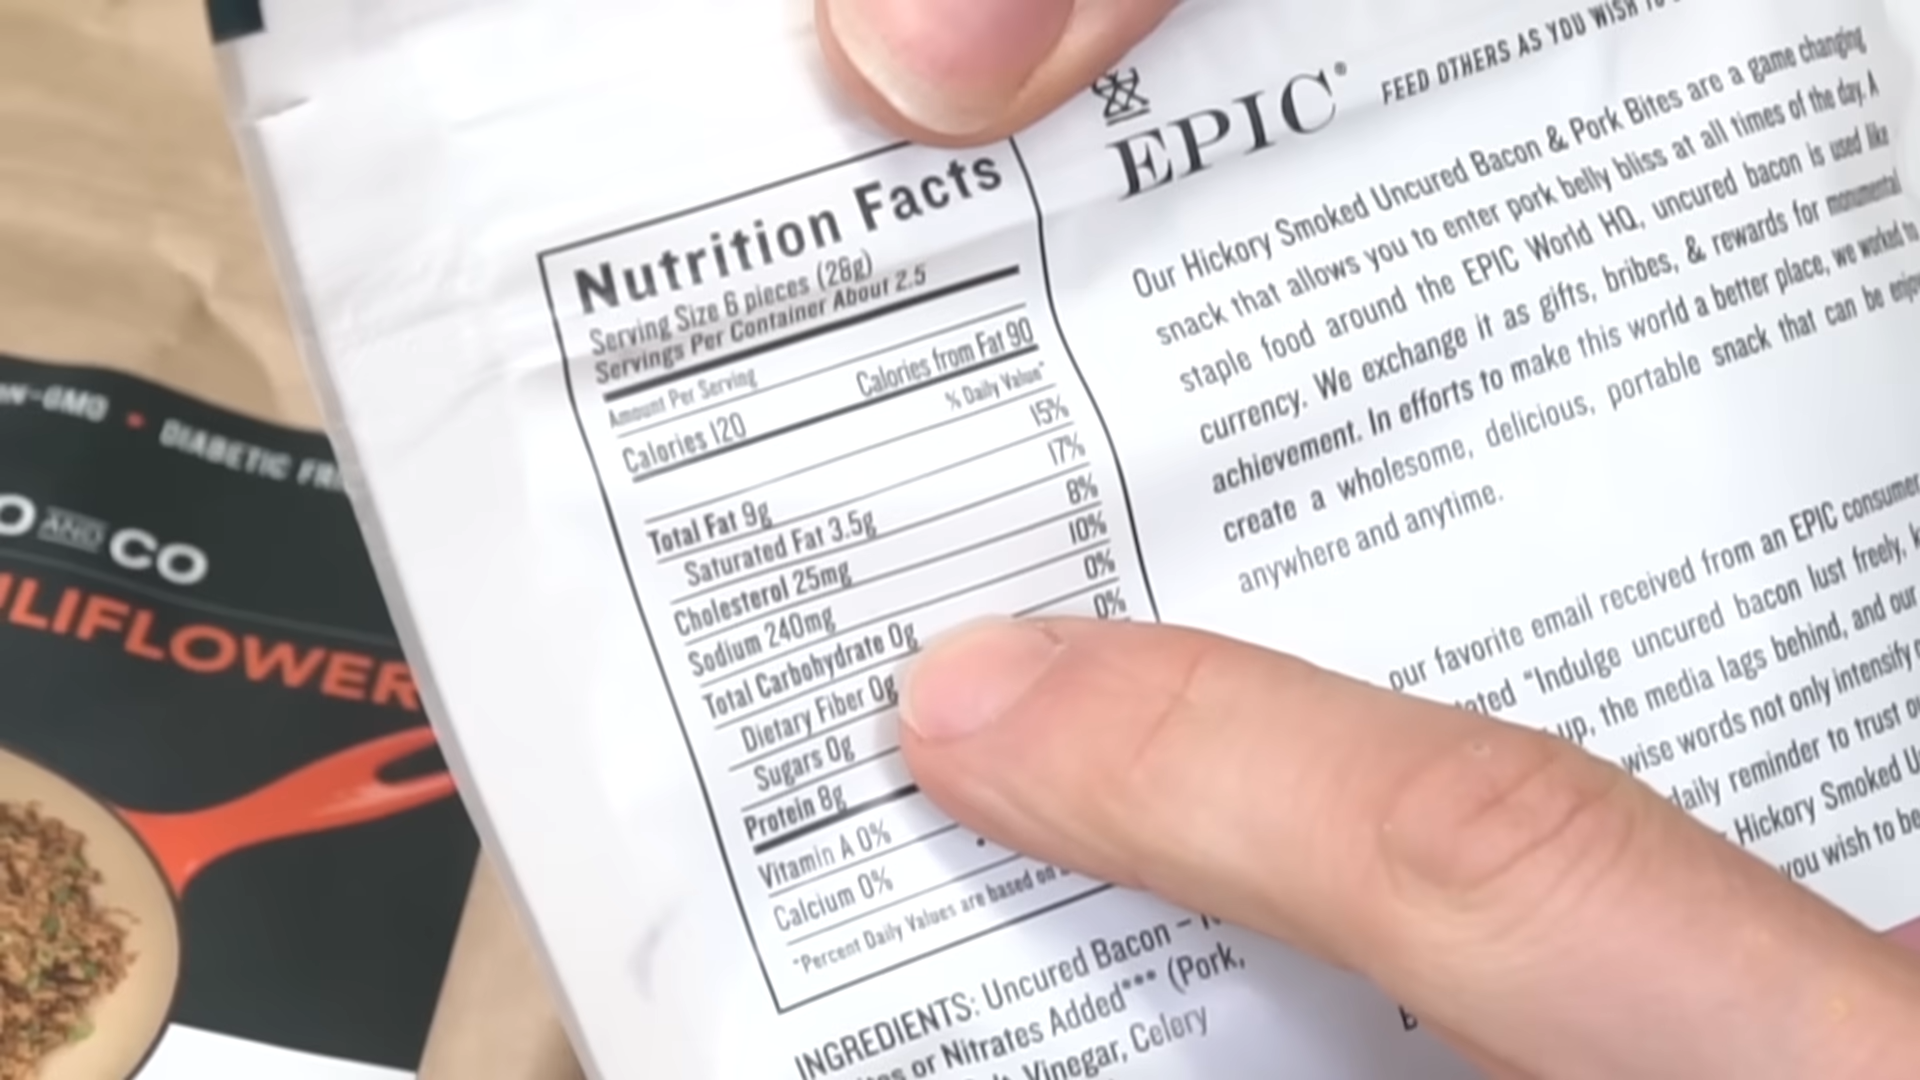 Nutrition Facts
Serving Size 6 pieces (28g)
Servings Per Container About 2.5
Amount Per Serving
Calories 120 Calories from Fat 90
% Daily Value*
Total Fat 9g 15%
Saturated Fat 3.5g 17%
Cholesterol 25mg 8%
Sodium 240mg 10%
Total Carbohydrate 0g 0%
Dietary Fiber 0g 0%
Sugars 0g
Protein 8g
Vitamin A 0% •
Calcium 0%
*Percent Daily Values are based on
INGREDIENTS: Uncured Bacon –
or Nitrates Added*** (Pork,
Vinegar, Celery
EPIC® FEED OTHERS AS YOU WISH TO
Our Hickory Smoked Uncured Bacon & Pork Bites are a game changing
snack that allows you to enter pork belly bliss at all times of the day. A
staple food around the EPIC World HQ, uncured bacon is used like
currency. We exchange it as gifts, bribes, & rewards for monumental
achievement. In efforts to make this world a better place, we worked to
create a wholesome, delicious, portable snack that can be
anywhere and anytime.
our favorite email received from an EPIC consumer
"Indulge uncured bacon lust freely,
up, the media lags behind, and our
wise words not only intensify
daily reminder to trust
Hickory Smoked
you wish to be
DIABETIC
AND CO